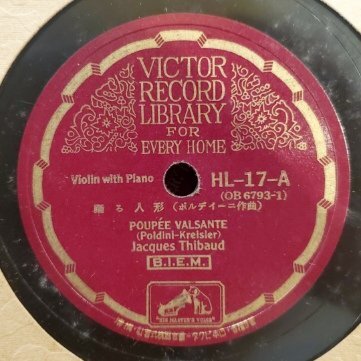 VICTOR
RECORD
LIBRARY
FOR
EVERY HOME
Violin with Piano
HL-17-A
(OB 6793-1)
踊る人形(ポルディーニ作曲)
POUPÉE VALSANTE
(Poldini-Kreisler)
Jacques Thibaud
B.I.E.M.
"HIS MASTER'S VOICE"